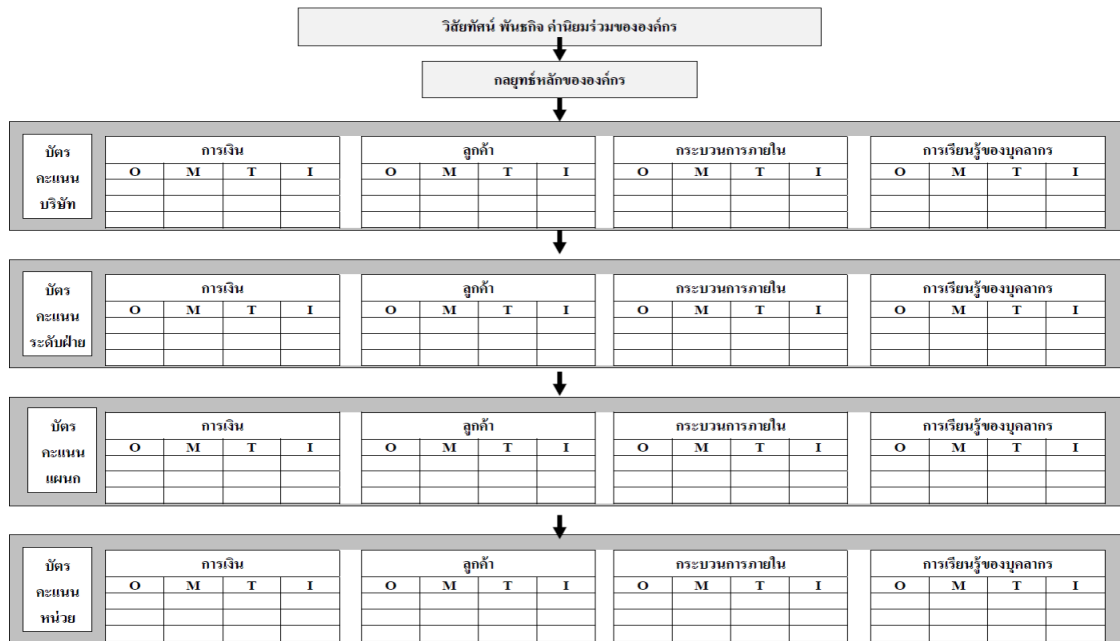 วิสัยทัศน์ พันธกิจ ค่านิยมร่วมขององค์กร
กลยุทธ์หลักขององค์กร
บัตร
คะแนน
บริษัท
การเงิน
O M T I
ลูกค้า
O M T I
กระบวนการภายใน
O M T I
การเรียนรู้ของบุคลากร
O M T I
บัตร
คะแนน
ระดับฝ่าย
การเงิน
O M T I
ลูกค้า
O M T I
กระบวนการภายใน
O M T I
การเรียนรู้ของบุคลากร
O M T I
บัตร
คะแนน
แผนก
การเงิน
O M T I
ลูกค้า
O M T I
กระบวนการภายใน
O M T I
การเรียนรู้ของบุคลากร
O M T I
บัตร
คะแนน
หน่วย
การเงิน
O M T I
ลูกค้า
O M T I
กระบวนการภายใน
O M T I
การเรียนรู้ของบุคลากร
O M T I